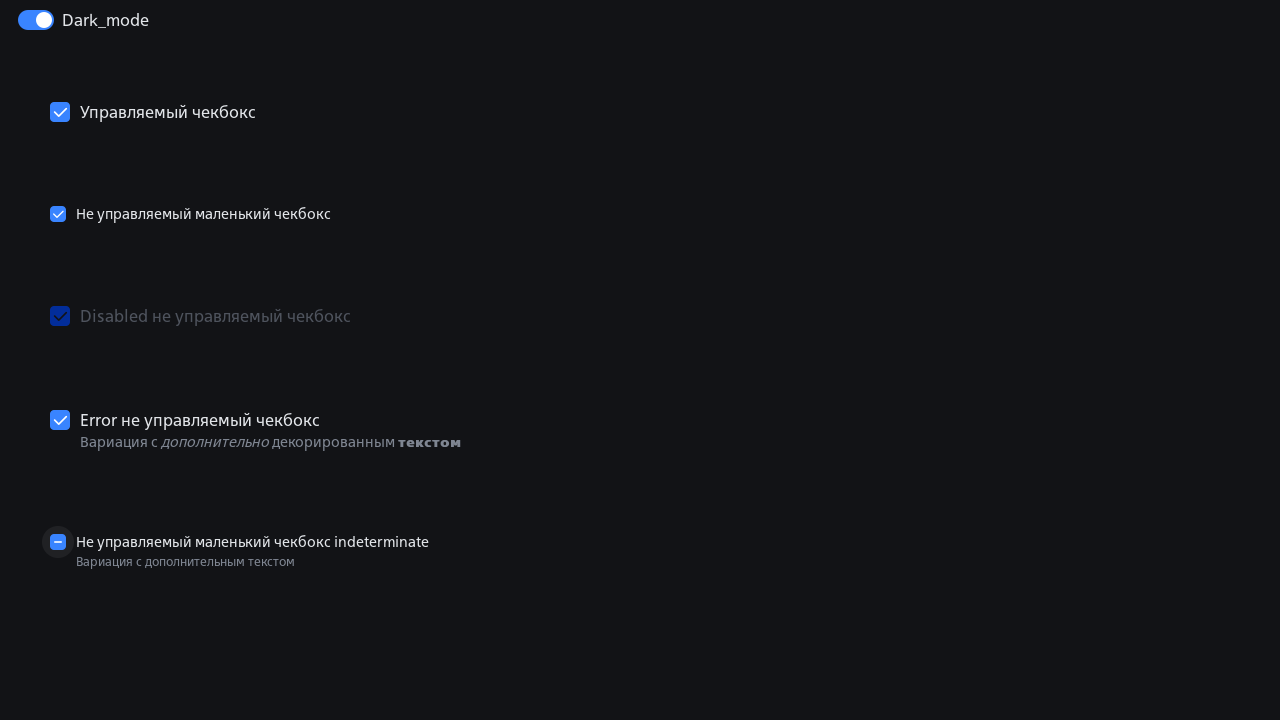 Dark_mode
Управляемый чекбокс
Не управляемый маленький чекбокс
Disabled не управляемый чекбокс
Error не управляемый чекбокс
Вариация с дополнительно декорированным текстом
Не управляемый маленький чекбокс indeterminate
Вариация с дополнительным текстом